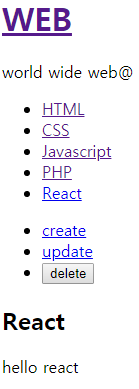 WEB
world wide web@
HTML
CSS
Javascript
PHP
React
create
update
delete
React
hello react